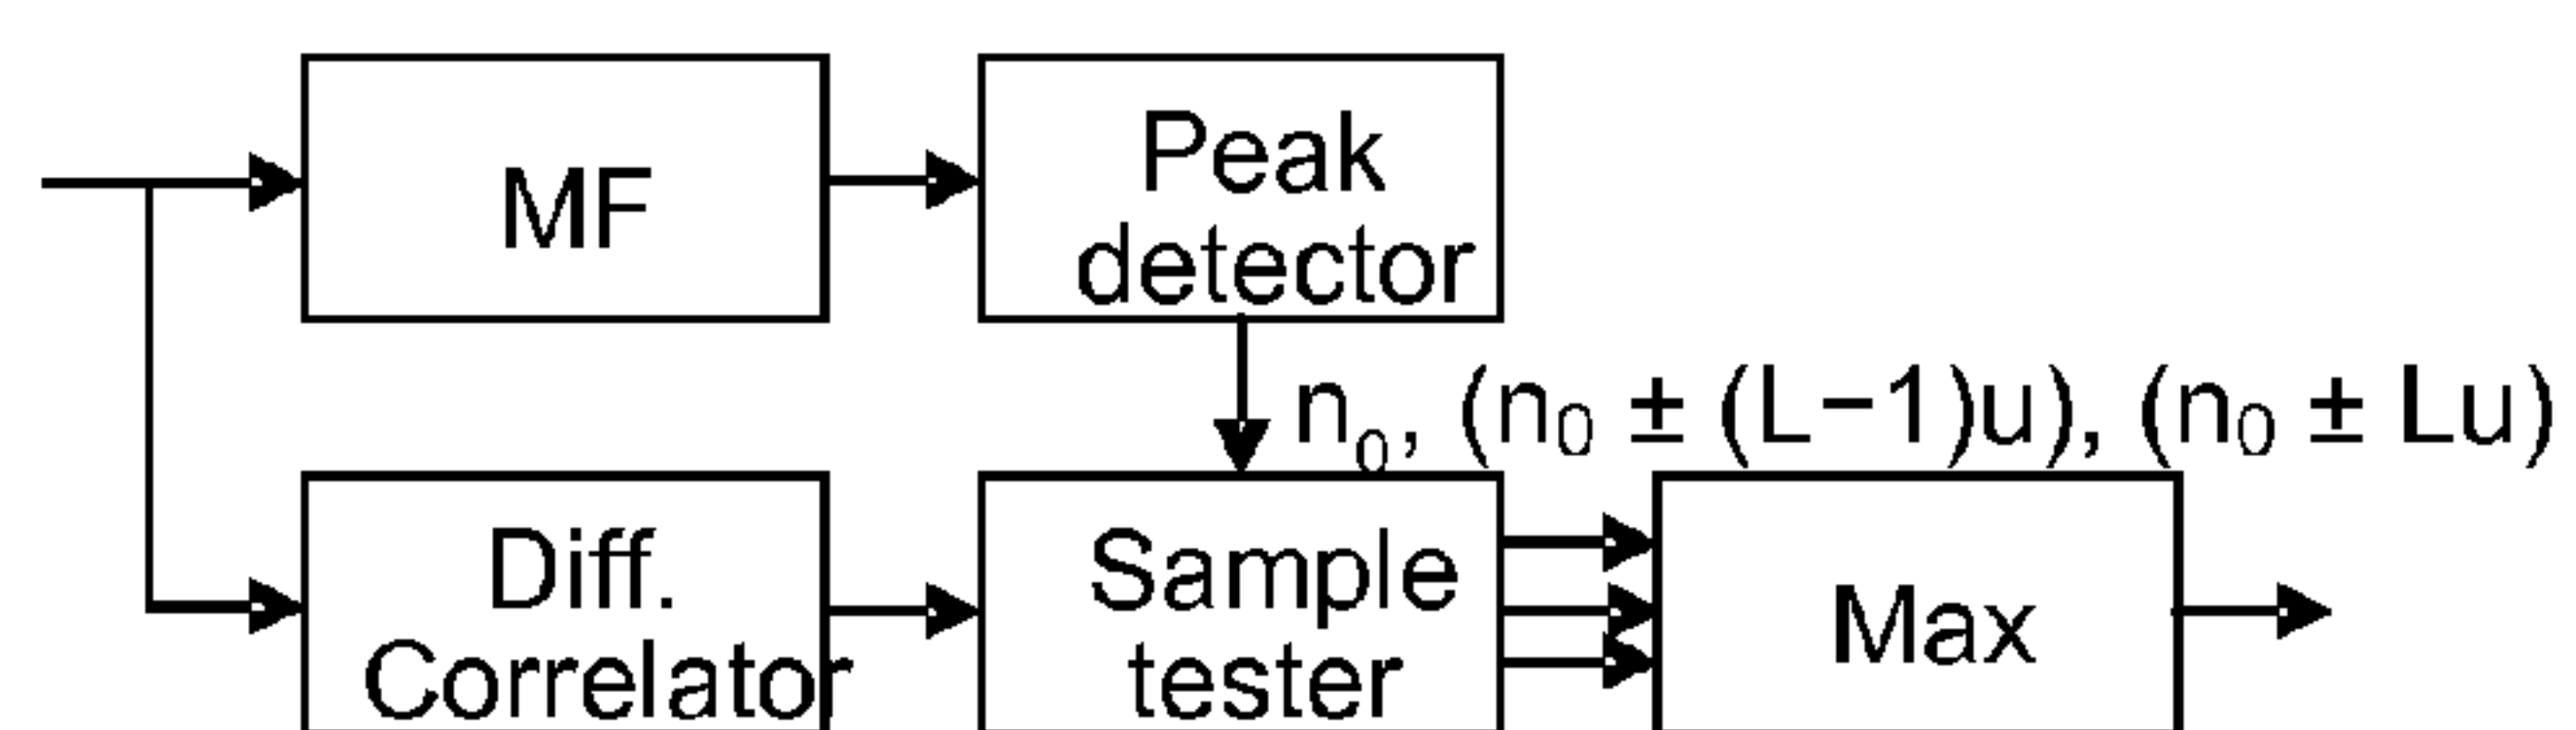 MF
Peak
detector
n₀, (n₀ ± (L−1)u), (n₀ ± Lu)
Diff.
Correlator
Sample
tester
Max